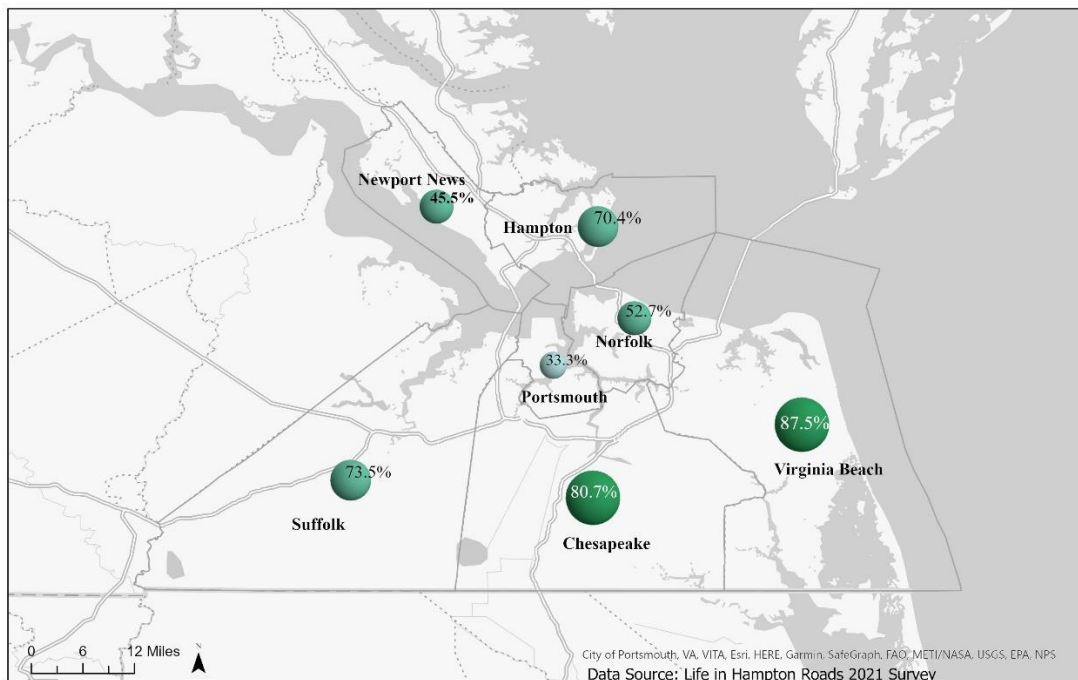 Newport News
45.5%
Hampton
70.4%
52.7%
Norfolk
33.3%
Portsmouth
87.5%
Virginia Beach
73.5%
Suffolk
80.7%
Chesapeake
0 6 12 Miles
N
City of Portsmouth, VA, VITA, Esri, HERE, Garmin, SafeGraph, FAO, METI/NASA, USGS, EPA, NPS
Data Source: Life in Hampton Roads 2021 Survey